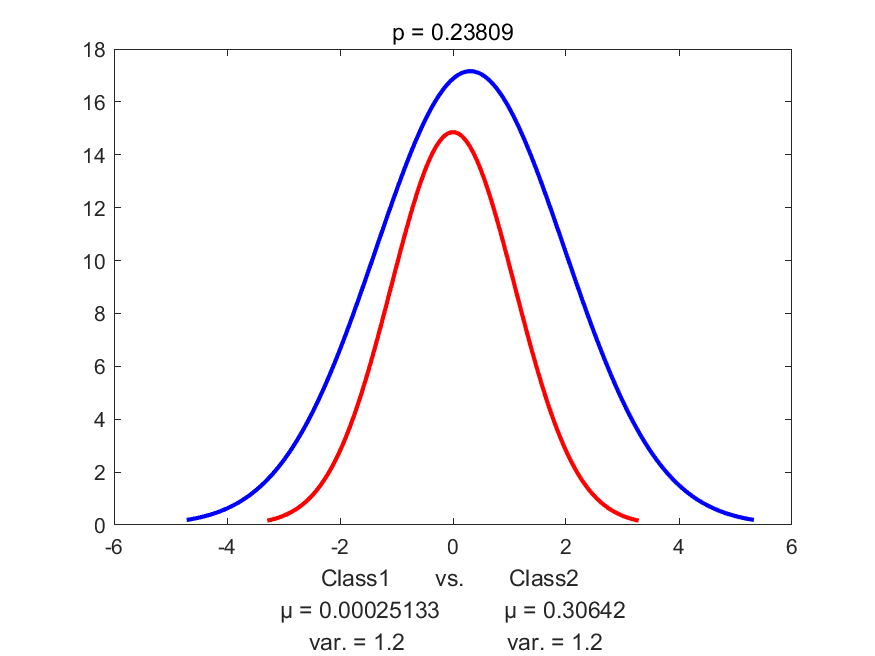 p = 0.23809
18
16
14
12
10
8
6
4
2
0
-6 -4 -2 0 2 4 6
Class1 vs. Class2
μ = 0.00025133 μ = 0.30642
var. = 1.2 var. = 1.2